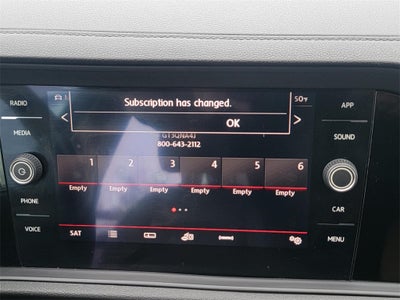 RADIO
MEDIA
PHONE
VOICE
Subscription has changed.
OK
50°F
GT3QNA4J
800-643-2112
1 2 3 4 5 6
Empty Empty Empty Empty Empty Empty
SAT
APP
SOUND
CAR
MENU